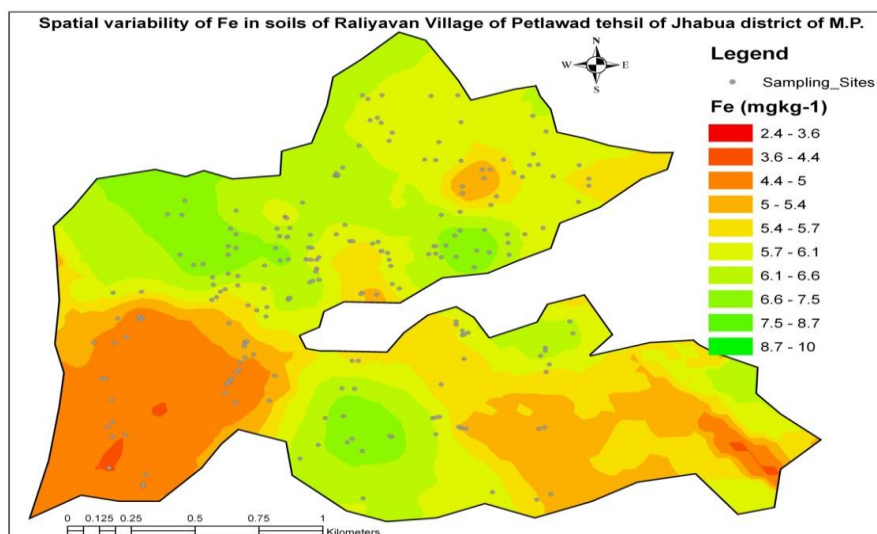 Spatial variability of Fe in soils of Raliyavan Village of Petlawad tehsil of Jhabua district of M.P.
N
W E
S
Legend
Sampling_Sites
Fe (mgkg-1)
2.4 - 3.6
3.6 - 4.4
4.4 - 5
5 - 5.4
5.4 - 5.7
5.7 - 6.1
6.1 - 6.6
6.6 - 7.5
7.5 - 8.7
8.7 - 10
0 0.125 0.25 0.5 0.75 1
Kilometers